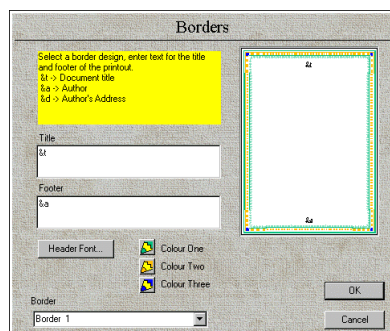 Borders
Select a border design, enter text for the title
and footer of the printout.
&t -> Document title
&a -> Author
&d -> Author's Address
Title
&t
Footer
&a
Header Font...
Colour One
Colour Two
Colour Three
Border
Border 1
&t
&a
OK
Cancel